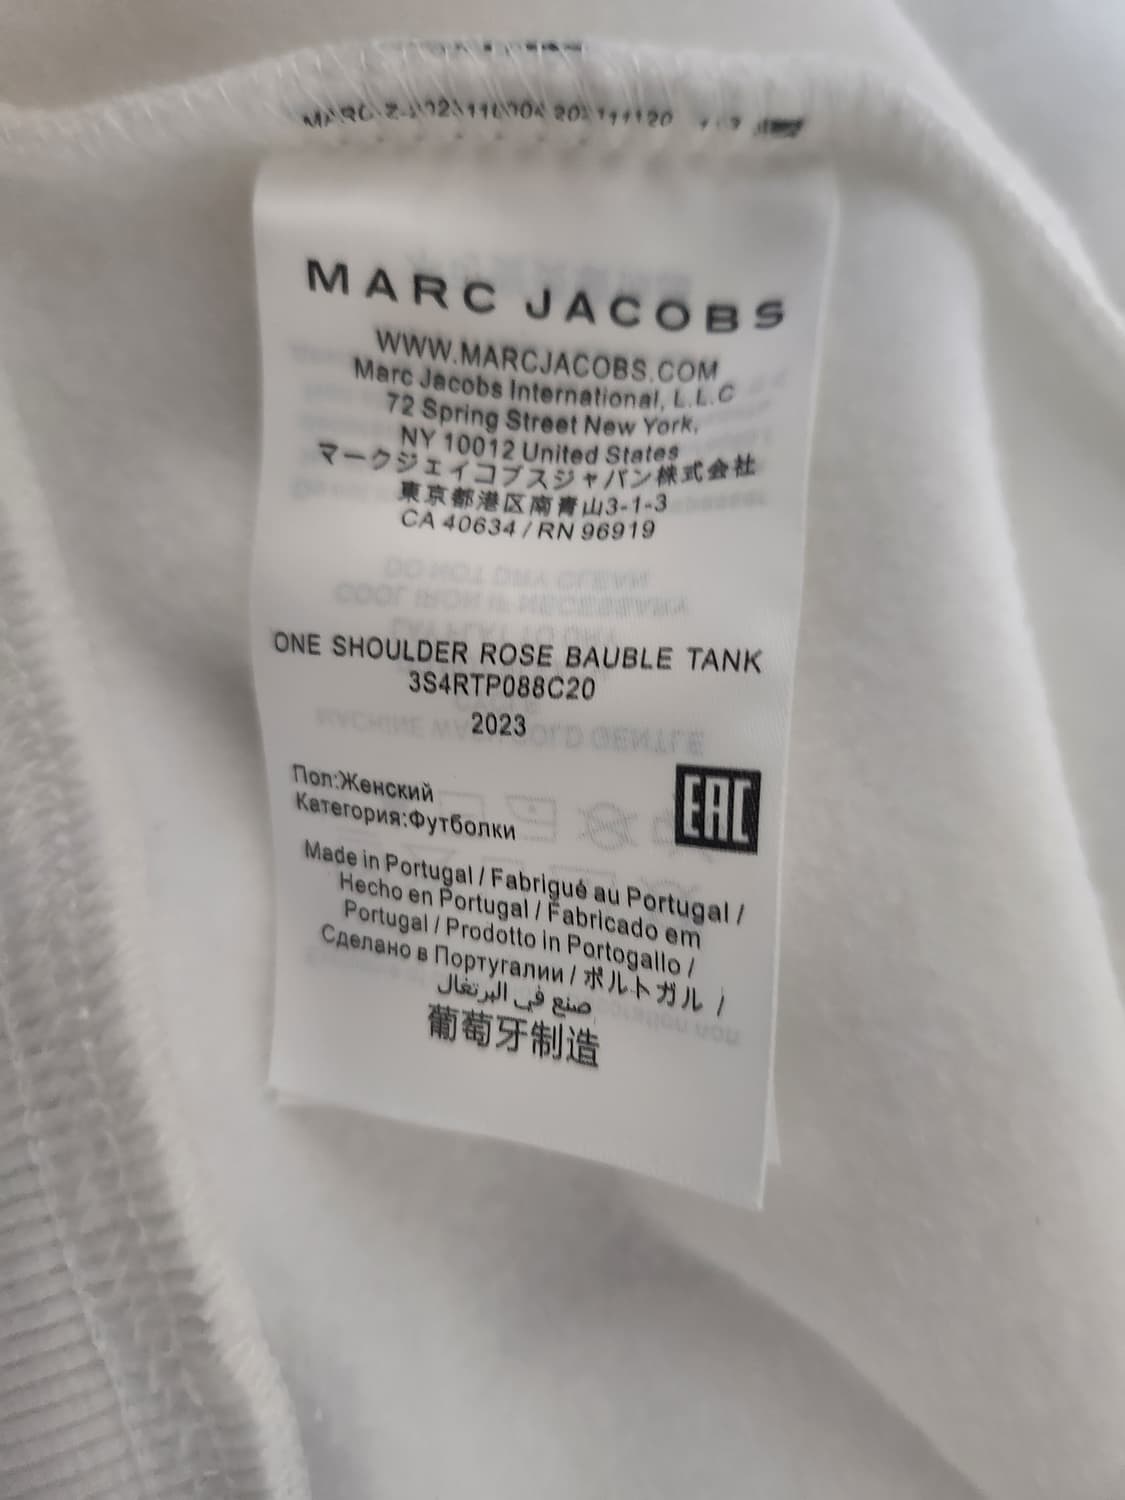 MARC JACOBS
WWW.MARCJACOBS.COM
Marc Jacobs International, L.L.C
72 Spring Street New York,
NY 10012 United States
マークジェイコブスジャパン株式会社
東京都港区南青山3-1-3
CA 40634 / RN 96919
ONE SHOULDER ROSE BAUBLE TANK
3S4RTP088C20
2023
Пол:Женский
Категория:Футболки
EAC
Made in Portugal / Fabrigué au Portugal /
Hecho en Portugal / Fabricado em
Portugal / Prodotto in Portogallo /
Сделано в Португалии / ポルトガル /
صنع في البرتغال
葡萄牙制造